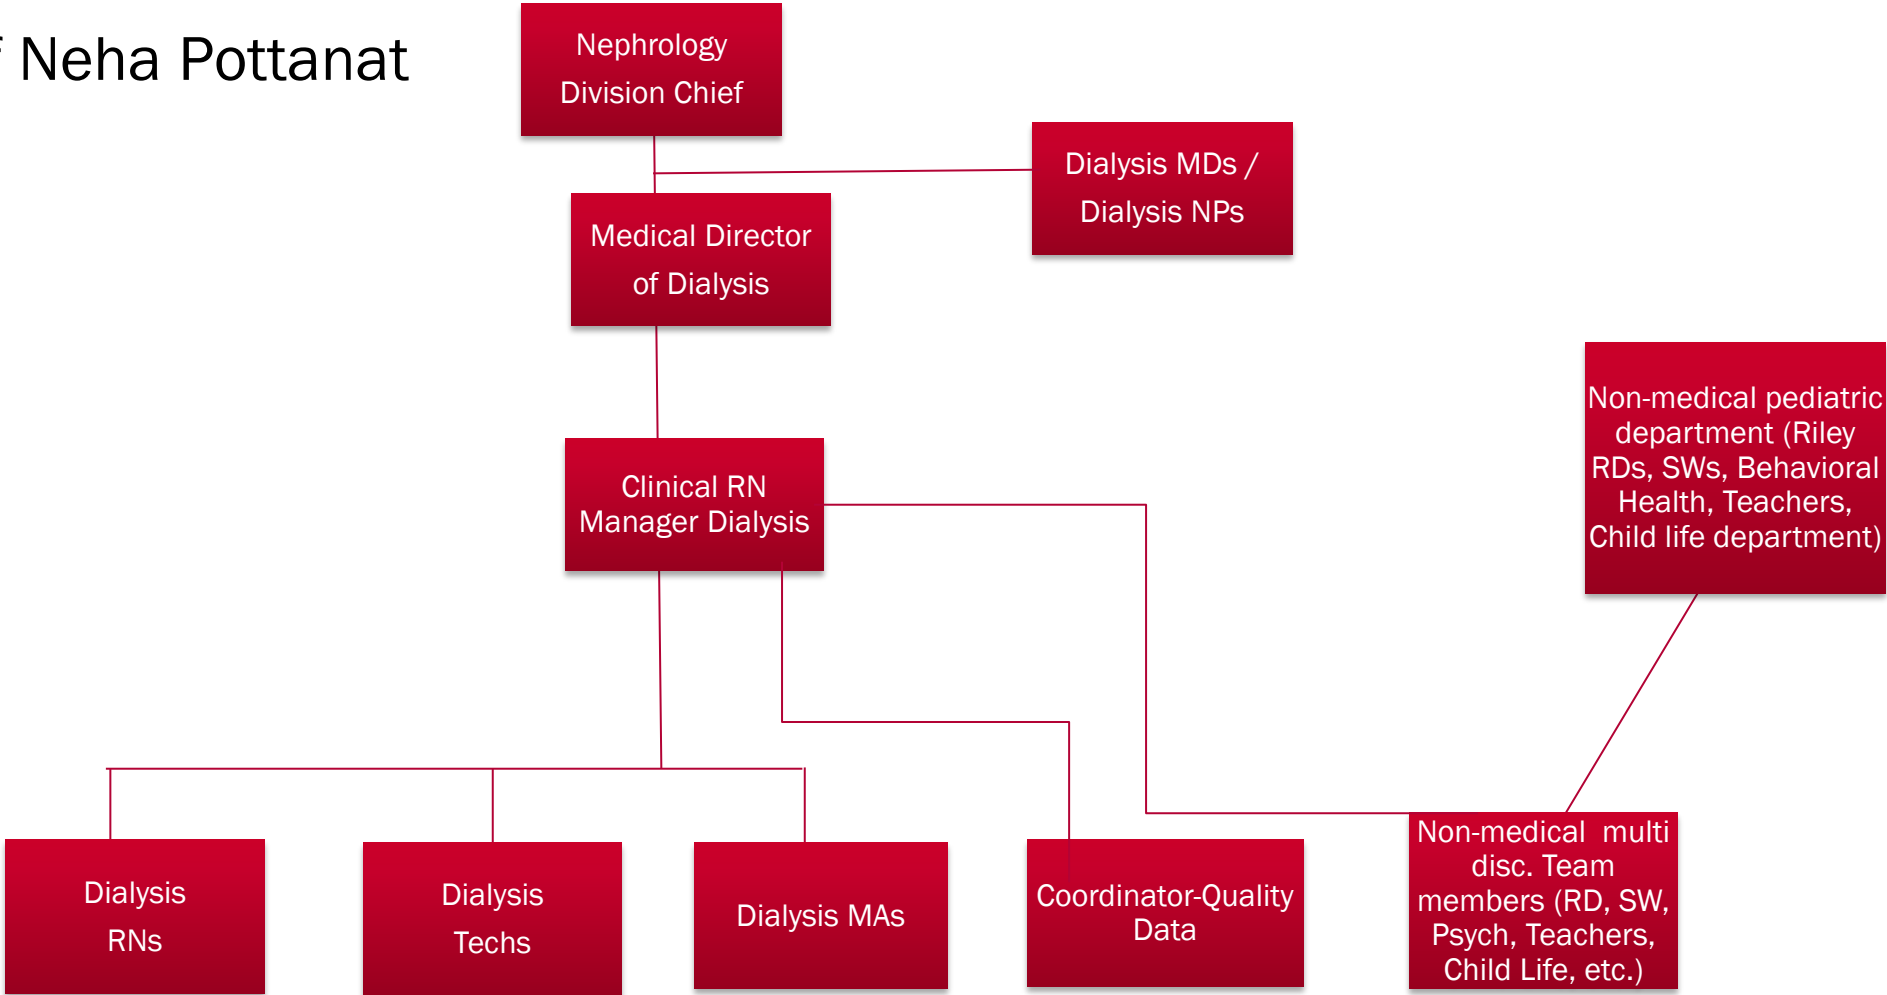 Neha Pottanat
Nephrology
Division Chief
Dialysis MDs /
Dialysis NPs
Medical Director
of Dialysis
Non-medical pediatric
department (Riley
RDs, SWs, Behavioral
Health, Teachers,
Child life department)
Clinical RN
Manager Dialysis
Dialysis
RNs
Dialysis
Techs
Dialysis MAs
Coordinator-Quality
Data
Non-medical  multi
disc. Team
members (RD, SW,
Psych, Teachers,
Child Life, etc.)